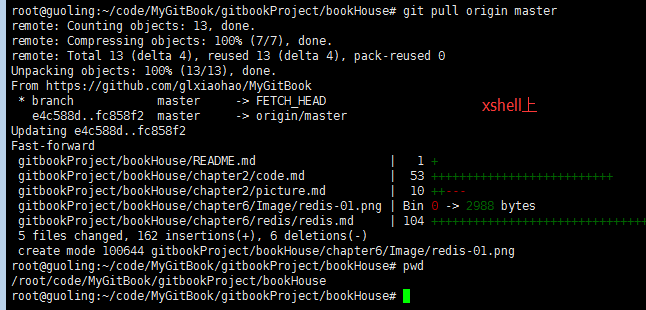 root@guoling:~/code/MyGitBook/gitbookProject/bookHouse# git pull origin master
remote: Counting objects: 13, done.
remote: Compressing objects: 100% (7/7), done.
remote: Total 13 (delta 4), reused 13 (delta 4), pack-reused 0
Unpacking objects: 100% (13/13), done.
From https://github.com/glxiaohao/MyGitBook
 * branch            master     -> FETCH_HEAD
xshell上
   e4c588d..fc858f2  master     -> origin/master
Updating e4c588d..fc858f2
Fast-forward
 gitbookProject/bookHouse/README.md                      |   1 +
 gitbookProject/bookHouse/chapter2/code.md               |  53 +++++++++++++++++++++++++++
 gitbookProject/bookHouse/chapter2/picture.md            |  10 ++---
 gitbookProject/bookHouse/chapter6/Image/redis-01.png | Bin 0 -> 2988 bytes
 gitbookProject/bookHouse/chapter6/redis/redis.md        | 104 ++++++++++++++++++++++++++++++++
 5 files changed, 162 insertions(+), 6 deletions(-)
 create mode 100644 gitbookProject/bookHouse/chapter6/Image/redis-01.png
root@guoling:~/code/MyGitBook/gitbookProject/bookHouse# pwd
/root/code/MyGitBook/gitbookProject/bookHouse
root@guoling:~/code/MyGitBook/gitbookProject/bookHouse#